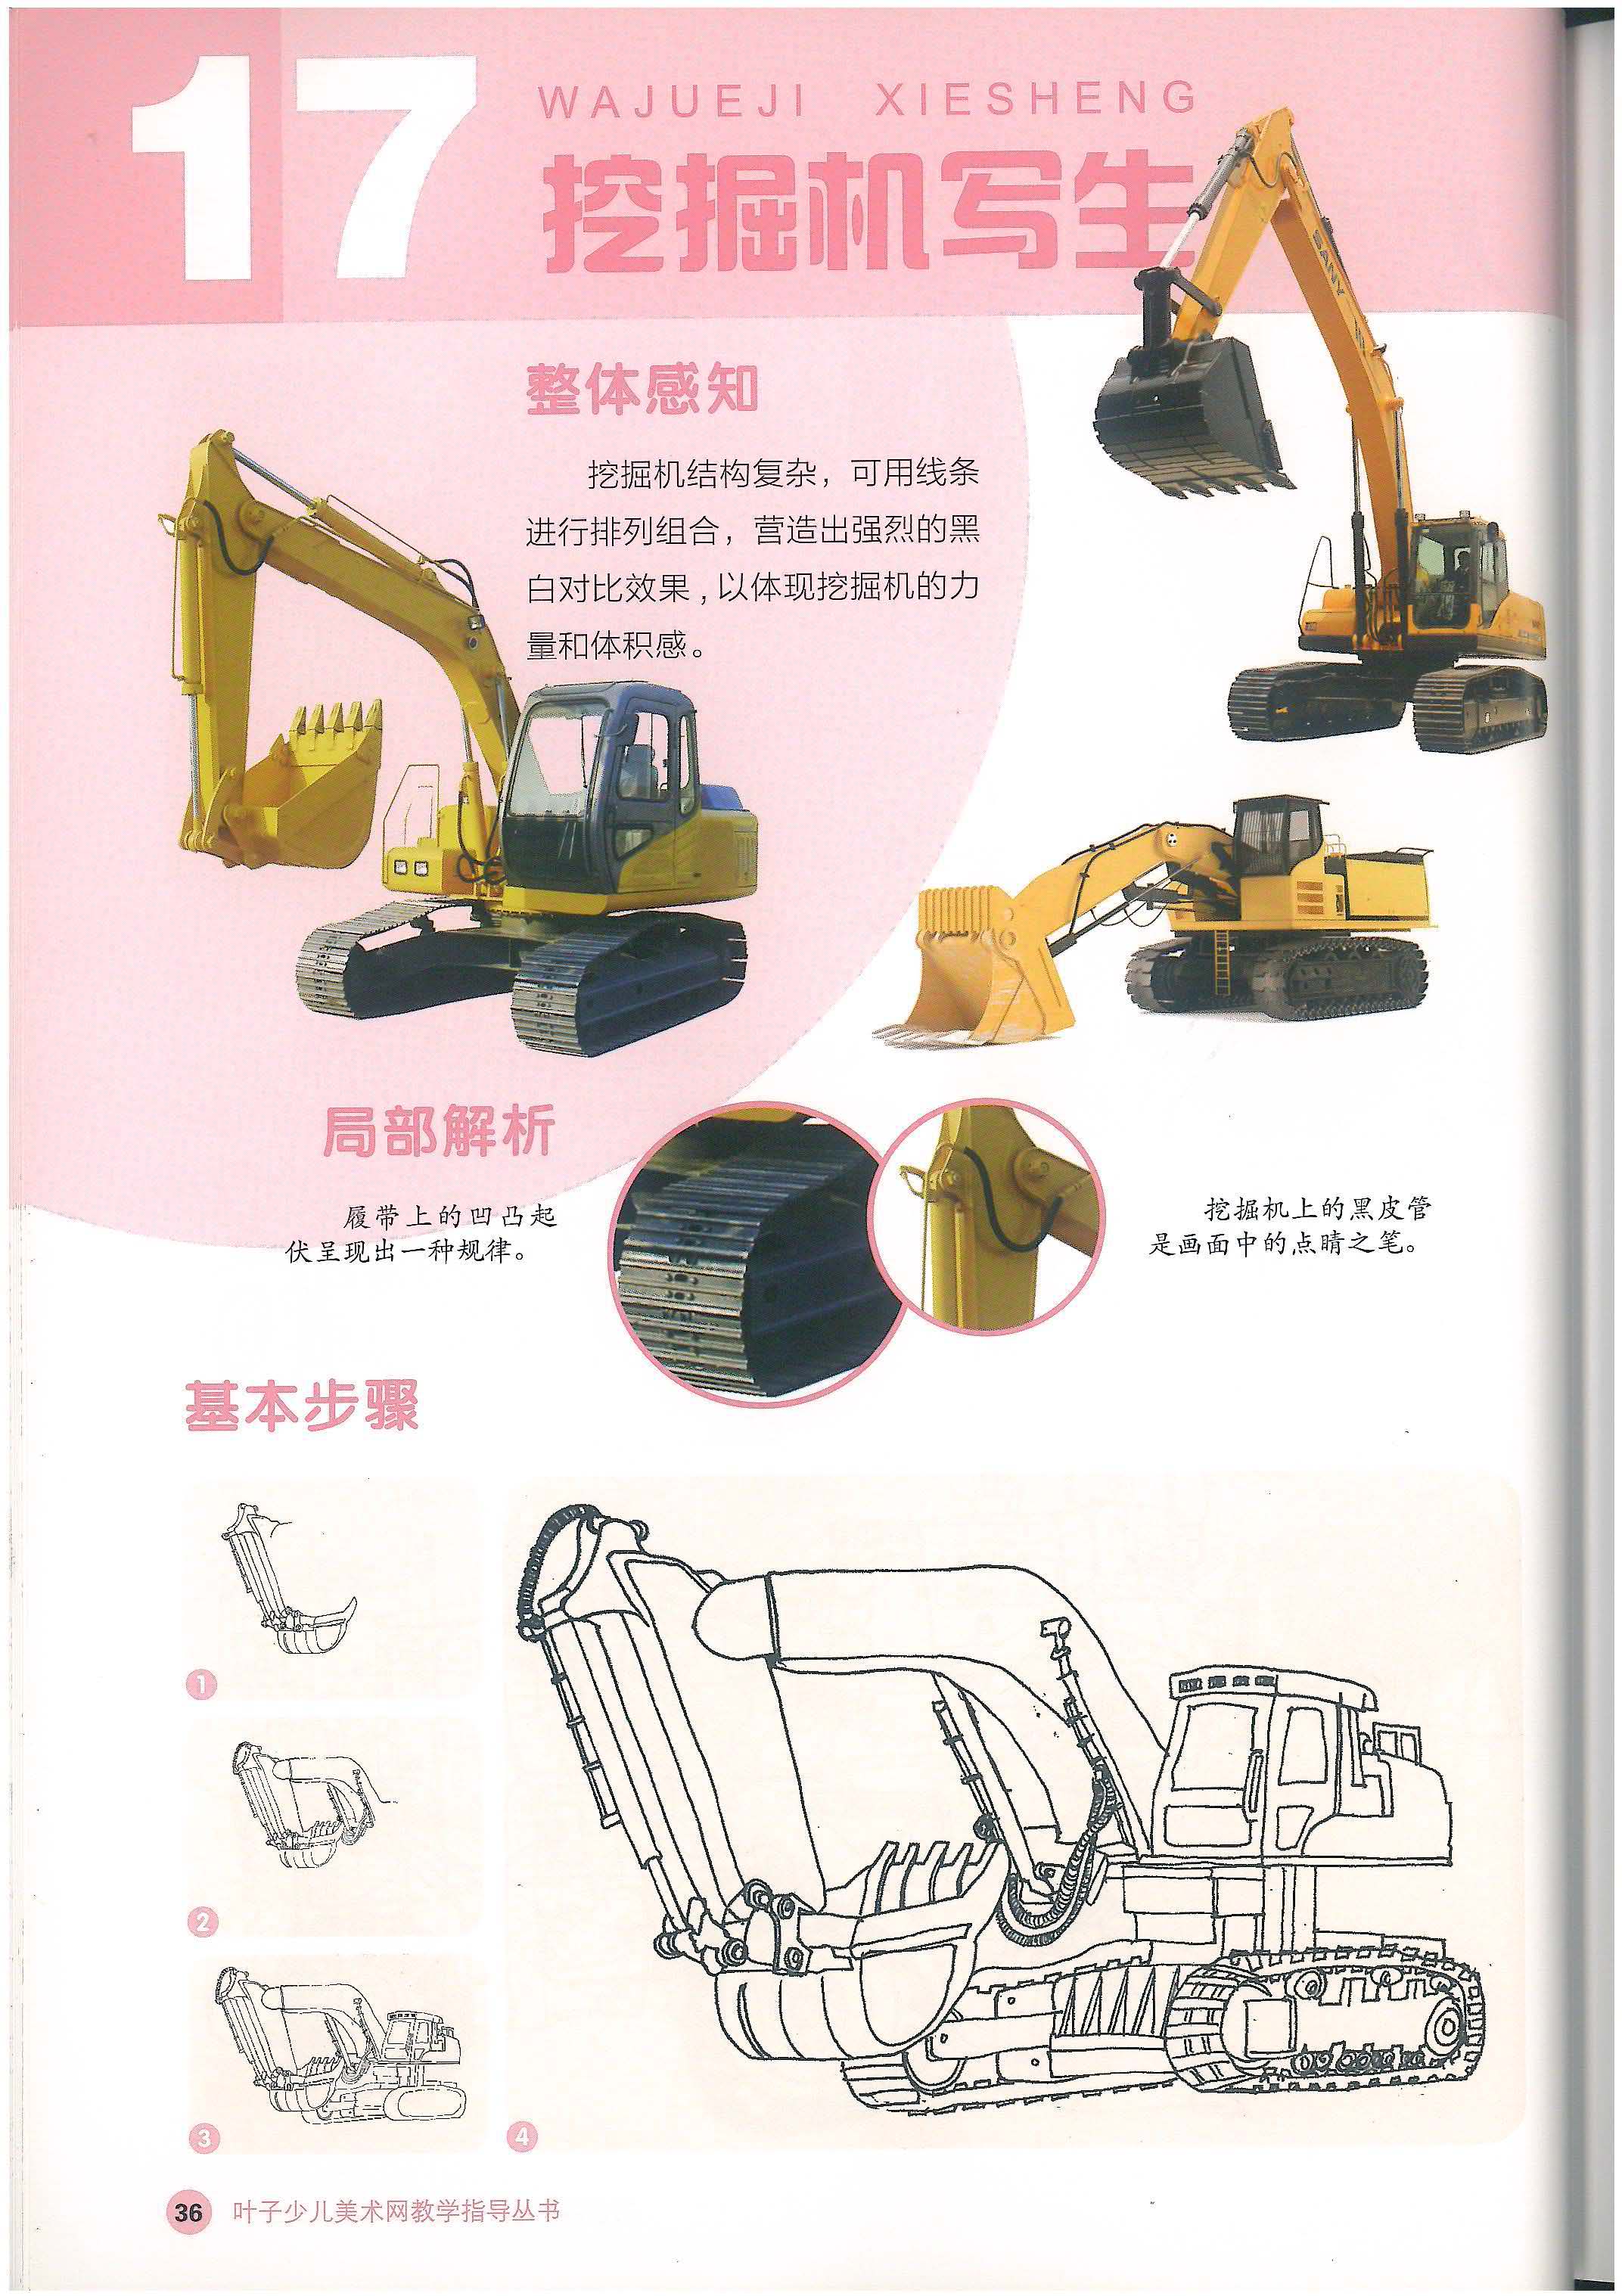 17
WAJUEJI XIESHENG
挖掘机写生
SANY
整体感知
挖掘机结构复杂，可用线条
进行排列组合，营造出强烈的黑
白对比效果，以体现挖掘机的力
量和体积感。
局部解析
履带上的凹凸起
伏呈现出一种规律。
挖掘机上的黑皮管
是画面中的点睛之笔。
基本步骤
1
2
3
4
36 叶子少儿美术网教学指导丛书